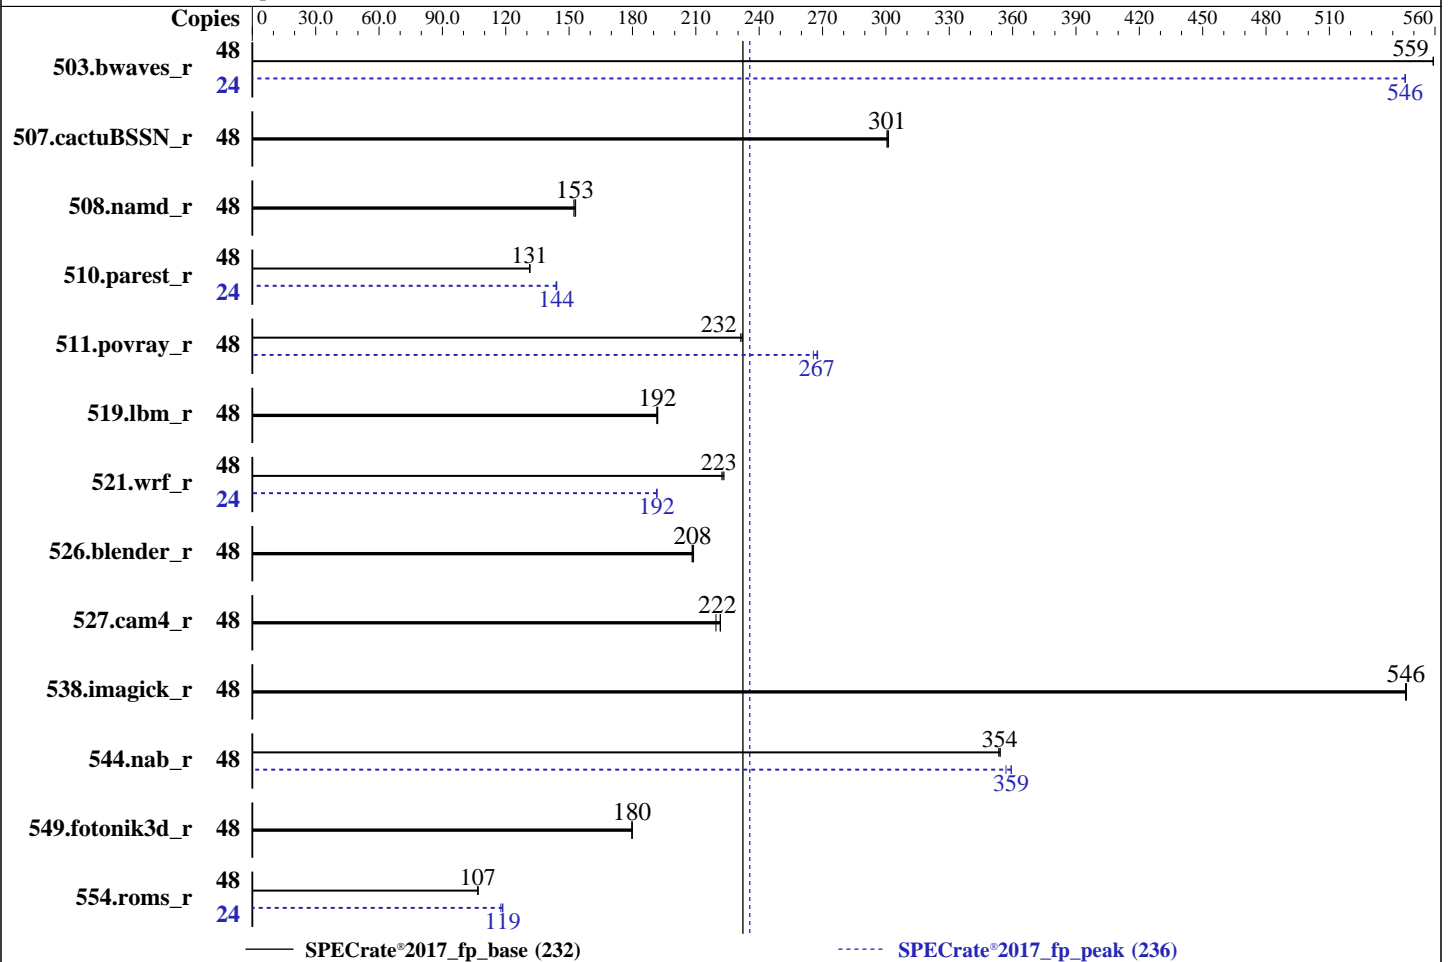 Copies 0 30.0 60.0 90.0 120 150 180 210 240 270 300 330 360 390 420 450 480 510 560
503.bwaves_r 48 559
24 546
507.cactuBSSN_r 48 301
508.namd_r 48 153
510.parest_r 48 131
24 144
511.povray_r 48 232
267
519.lbm_r 48 192
521.wrf_r 48 223
24 192
526.blender_r 48 208
527.cam4_r 48 222
538.imagick_r 48 546
544.nab_r 48 354
359
549.fotonik3d_r 48 180
554.roms_r 48 107
24 119
SPECrate®2017_fp_base (232) SPECrate®2017_fp_peak (236)